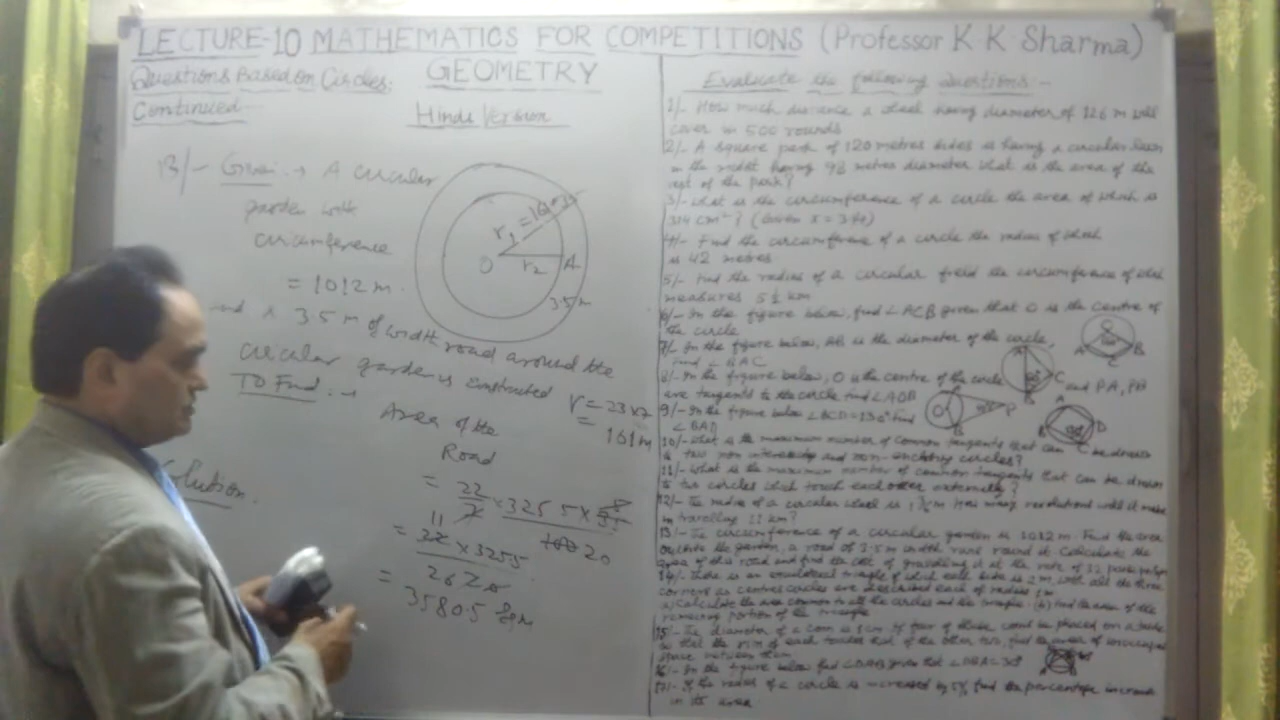 LECTURE-10 MATHEMATICS FOR COMPETITIONS (Professor K K Sharma)
Questions Based on Circles:
Continued...
GEOMETRY
Hindi Version
13/- Given → A circular
garden with
circumference
= 1012 m.
and A 3.5 m of width road around the
circular garden is constructed
TO Find: →
Area of the
Road
r = 23 x 7
= 161 m
r₁ = 161 + 3.5
O r₂ A
3.5 m
Solution.
= 22/7 x 325 5 x 35/100 20
= 22 x 3255
= 3580.5 Sqm
Evaluate the following Questions:-
1/- How much distance a wheel having diameter of 126 m will
cover in 500 rounds
2/- A square park of 120 metres sides is having a circular lawn
in the midst having 98 metres diameter what is the area of the
rest of the park?
3/- What is the circumference of a circle the area of which is
314 cm²? (Given π = 3.14)
4/- Find the circumference of a circle the radius of which
is 42 metres
5/- Find the radius of a circular field the circumference of which
measures 5½ km
6/- In the figure below, find ∠ACB given that O is the Centre of
the circle
7/- In the figure below, AB is the diameter of the circle,
Find ∠BAC
8/- In the figure below, O is the centre of the circle and PA, PB
are tangents to the circle find ∠AOB
9/- In the figure below ∠BCD = 130° Find
∠BAD
10/- What is the maximum number of common tangents that can be drawn
to two non intersecting and non-enclosing circles?
11/- What is the maximum number of common tangents that can be drawn
to two circles which touch each other externally?
12/- The radius of a circular wheel is 1¾ m How many revolutions will it make
in travelling 11 km?
13/- The circumference of a circular garden is 1012 m. Find the area
outside the garden, a road of 3.5 m width runs round it Calculate the
area of this road and find the cost of gravelling it at the rate of 32 paise
14/- There is an equilateral triangle of which each side is 2 m, with all the three
corners as centres circles are described each of radius 1 m
a) Calculate the area common to all the circles and the triangle (b) Find the area of the
remaining portion of the triangle
15/- The diameter of a coin is 1 cm If four of these coins be placed on a table
so that the rim of each touches that of the other two, find the area of
space between them
16/- In the figure below find ∠DAB given that ∠DBA = 30°
17/- If the radius of a circle is increased by 5% find the percentage increase
in its area